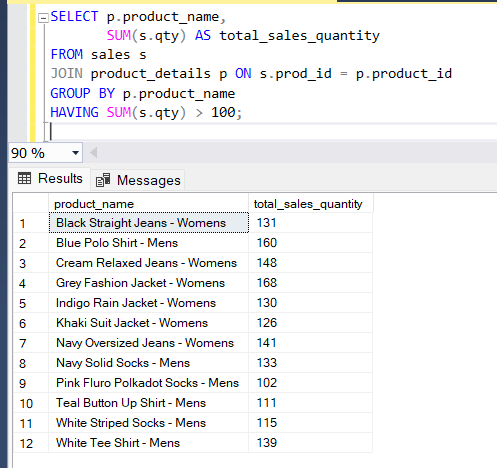 SELECT p.product_name,
SUM(s.qty) AS total_sales_quantity
FROM sales s
JOIN product_details p ON s.prod_id = p.product_id
GROUP BY p.product_name
HAVING SUM(s.qty) > 100;
90 %
Results Messages
product_name total_sales_quantity
1 Black Straight Jeans - Womens 131
2 Blue Polo Shirt - Mens 160
3 Cream Relaxed Jeans - Womens 148
4 Grey Fashion Jacket - Womens 168
5 Indigo Rain Jacket - Womens 130
6 Khaki Suit Jacket - Womens 126
7 Navy Oversized Jeans - Womens 141
8 Navy Solid Socks - Mens 133
9 Pink Fluro Polkadot Socks - Mens 102
10 Teal Button Up Shirt - Mens 111
11 White Striped Socks - Mens 115
12 White Tee Shirt - Mens 139